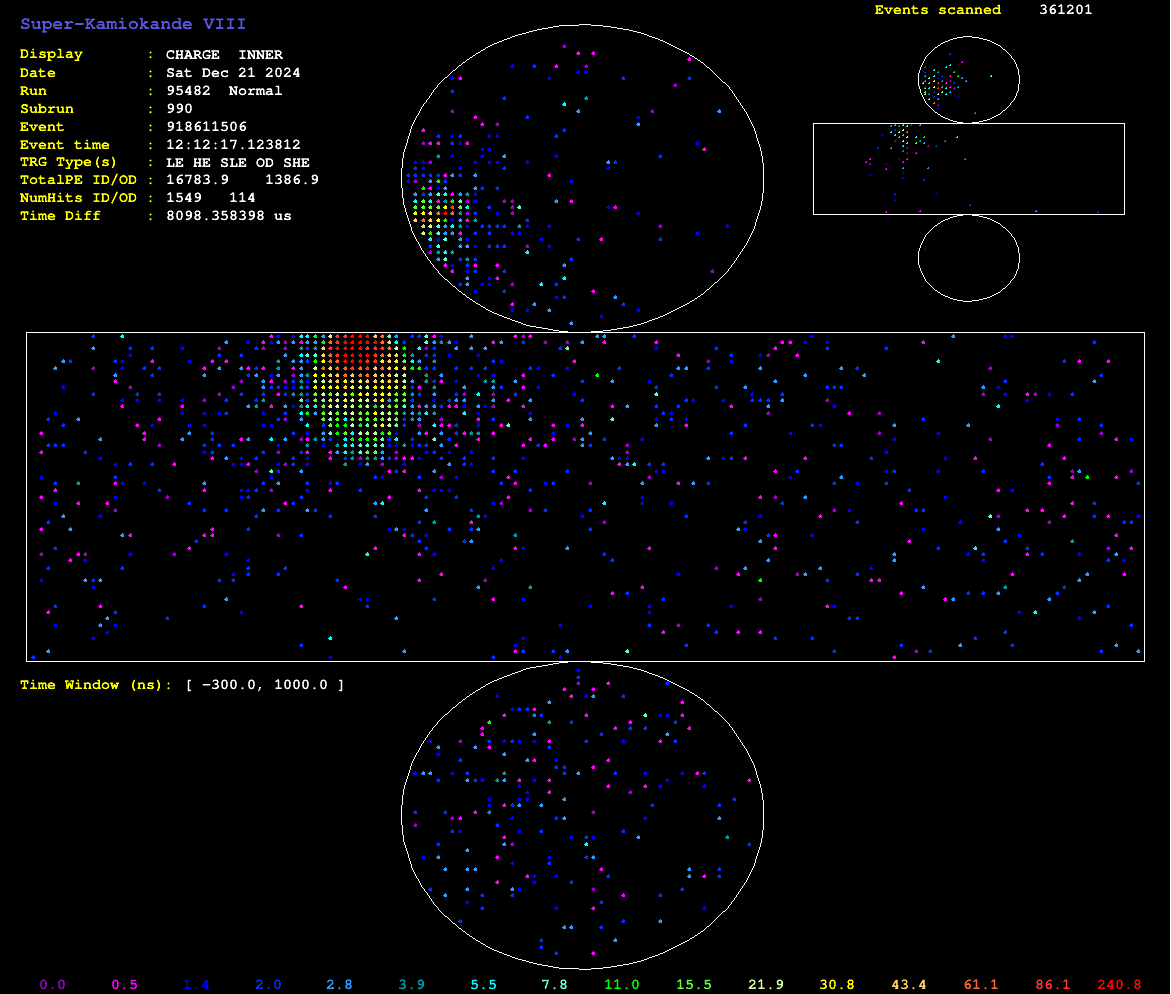 Super-Kamiokande VIII
Events scanned 361201
Display : CHARGE INNER
Date : Sat Dec 21 2024
Run : 95482 Normal
Subrun : 990
Event : 918611506
Event time : 12:12:17.123812
TRG Type(s) : LE HE SLE OD SHE
TotalPE ID/OD : 16783.9 1386.9
NumHits ID/OD : 1549 114
Time Diff : 8098.358398 us
Time Window (ns): [ −300.0, 1000.0 ]
0.0 0.5 1.4 2.0 2.8 3.9 5.5 7.8 11.0 15.5 21.9 30.8 43.4 61.1 86.1 240.8